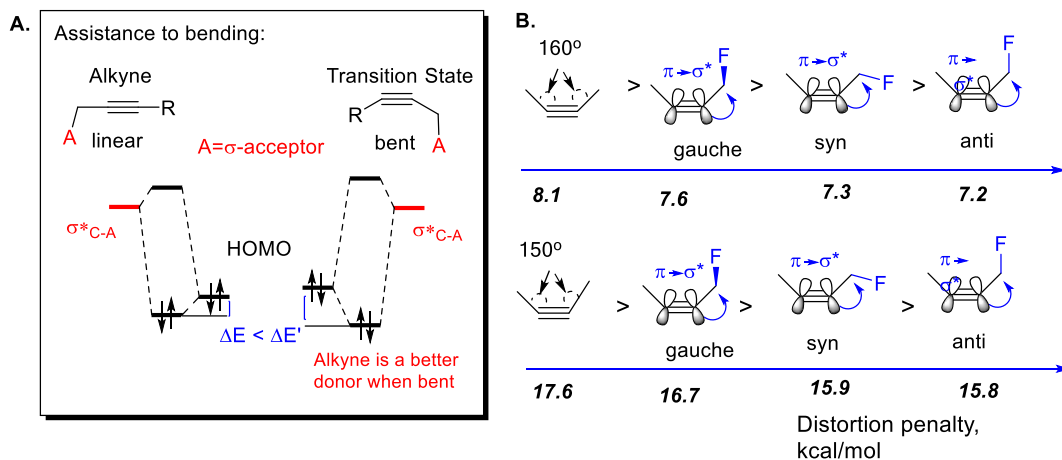 A.
Assistance to bending:
Alkyne
Transition State
R
R
A
linear
A=σ-acceptor
bent
A
σ*C-A
HOMO
σ*C-A
ΔE < ΔE'
Alkyne is a better
donor when bent
B.
160º
>
π→σ*
F
gauche
>
π→σ*
F
syn
>
π→
σ*
F
anti
8.1
7.6
7.3
7.2
150º
>
π→σ*
F
gauche
>
π→σ*
F
syn
>
π→
σ*
F
anti
17.6
16.7
15.9
15.8
Distortion penalty,
kcal/mol